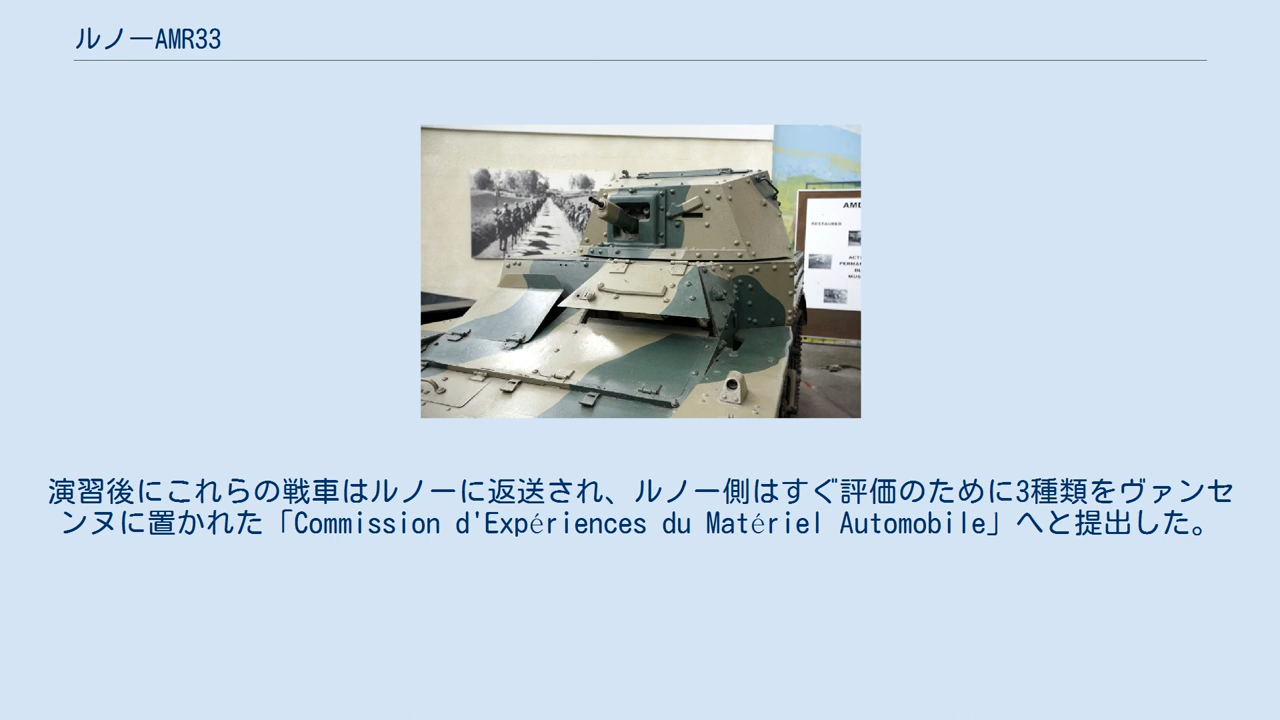 ルノーAMR33
AMD
RESTAURER
演習後にこれらの戦車はルノーに返送され、ルノー側はすぐ評価のために3種類をヴァンセ
ンヌに置かれた「Commission d'Expériences du Matériel Automobile」へと提出した。